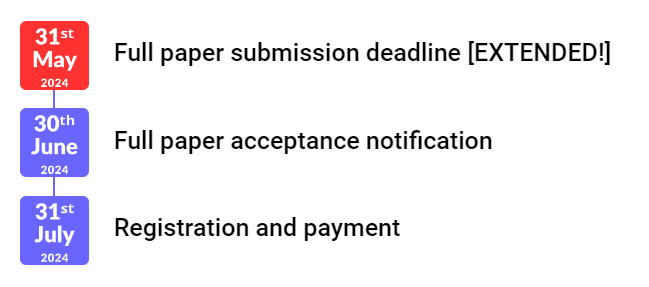 31st
May
2024
Full paper submission deadline [EXTENDED!]
30th
June
2024
Full paper acceptance notification
31st
July
2024
Registration and payment